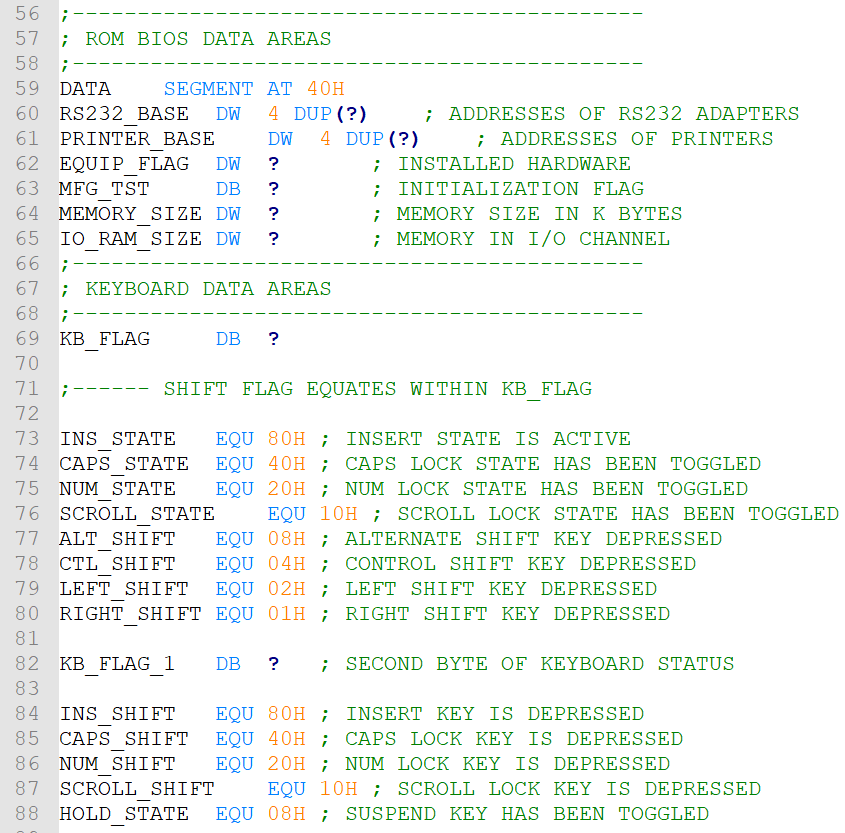 56 ;--------------------------------------------
57 ; ROM BIOS DATA AREAS
58 ;--------------------------------------------
59 DATA    SEGMENT AT 40H
60 RS232_BASE  DW  4 DUP(?)    ; ADDRESSES OF RS232 ADAPTERS
61 PRINTER_BASE    DW  4 DUP(?)    ; ADDRESSES OF PRINTERS
62 EQUIP_FLAG  DW  ?       ; INSTALLED HARDWARE
63 MFG_TST     DB  ?       ; INITIALIZATION FLAG
64 MEMORY_SIZE DW  ?       ; MEMORY SIZE IN K BYTES
65 IO_RAM_SIZE DW  ?       ; MEMORY IN I/O CHANNEL
66 ;--------------------------------------------
67 ; KEYBOARD DATA AREAS
68 ;--------------------------------------------
69 KB_FLAG     DB  ?
70
71 ;------ SHIFT FLAG EQUATES WITHIN KB_FLAG
72
73 INS_STATE   EQU 80H ; INSERT STATE IS ACTIVE
74 CAPS_STATE  EQU 40H ; CAPS LOCK STATE HAS BEEN TOGGLED
75 NUM_STATE   EQU 20H ; NUM LOCK STATE HAS BEEN TOGGLED
76 SCROLL_STATE    EQU 10H ; SCROLL LOCK STATE HAS BEEN TOGGLED
77 ALT_SHIFT   EQU 08H ; ALTERNATE SHIFT KEY DEPRESSED
78 CTL_SHIFT   EQU 04H ; CONTROL SHIFT KEY DEPRESSED
79 LEFT_SHIFT  EQU 02H ; LEFT SHIFT KEY DEPRESSED
80 RIGHT_SHIFT EQU 01H ; RIGHT SHIFT KEY DEPRESSED
81
82 KB_FLAG_1   DB  ?   ; SECOND BYTE OF KEYBOARD STATUS
83
84 INS_SHIFT   EQU 80H ; INSERT KEY IS DEPRESSED
85 CAPS_SHIFT  EQU 40H ; CAPS LOCK KEY IS DEPRESSED
86 NUM_SHIFT   EQU 20H ; NUM LOCK KEY IS DEPRESSED
87 SCROLL_SHIFT    EQU 10H ; SCROLL LOCK KEY IS DEPRESSED
88 HOLD_STATE  EQU 08H ; SUSPEND KEY HAS BEEN TOGGLED